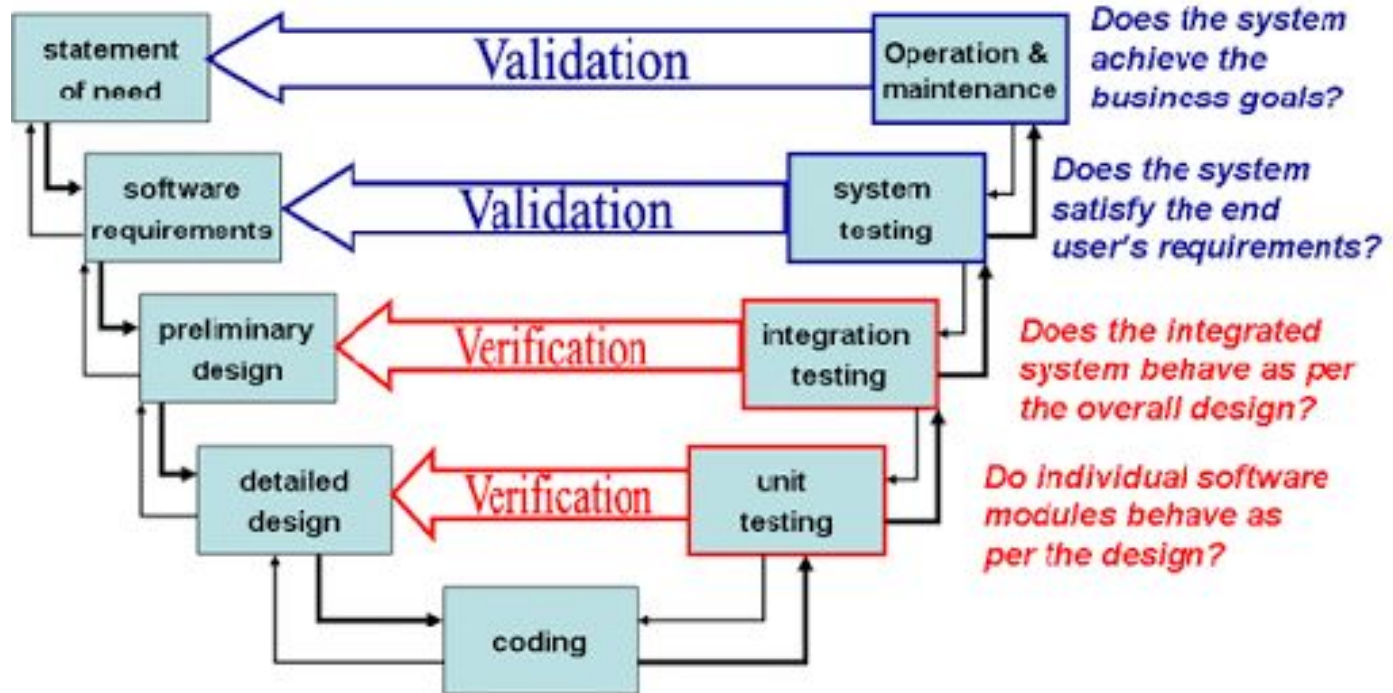 statement
of need
Validation
Operation &
maintenance
Does the system
achieve the
business goals?
software
requirements
Validation
system
testing
Does the system
satisfy the end
user's requirements?
preliminary
design
Verification
integration
testing
Does the integrated
system behave as per
the overall design?
detailed
design
Verification
unit
testing
Do individual software
modules behave as
per the design?
coding